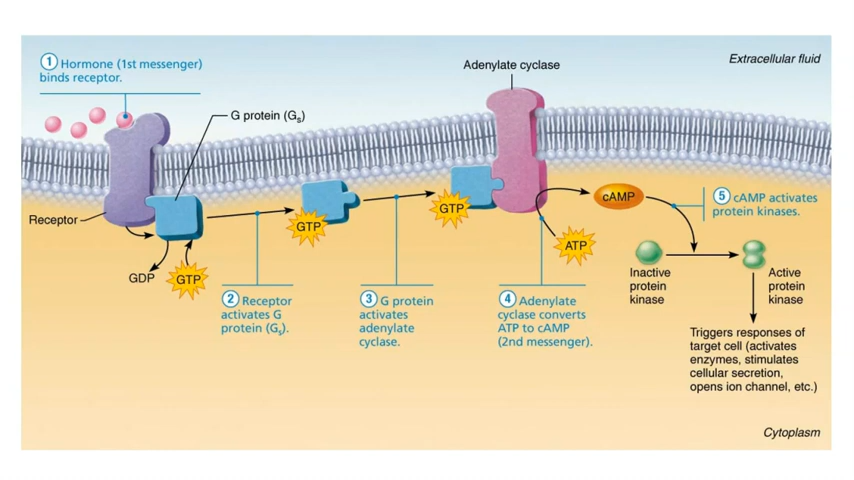 1 Hormone (1st messenger)
binds receptor.
Extracellular fluid
Adenylate cyclase
G protein (Gs)
Receptor
GDP
GTP
GTP
GTP
ATP
cAMP
2 Receptor
activates G
protein (Gs).
3 G protein
activates
adenylate
cyclase.
4 Adenylate
cyclase converts
ATP to cAMP
(2nd messenger).
5 cAMP activates
protein kinases.
Inactive
protein
kinase
Active
protein
kinase
Triggers responses of
target cell (activates
enzymes, stimulates
cellular secretion,
opens ion channel, etc.)
Cytoplasm